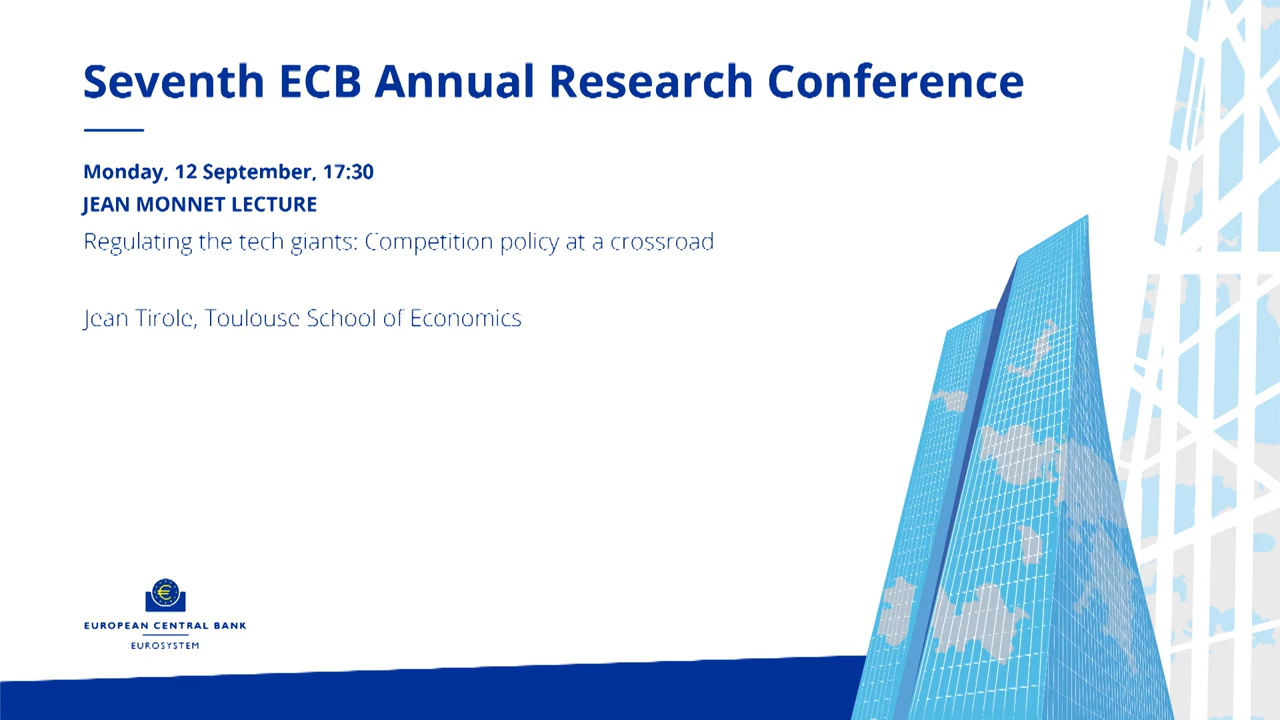 Seventh ECB Annual Research Conference
Monday, 12 September, 17:30
JEAN MONNET LECTURE
Regulating the tech giants: Competition policy at a crossroad
Jean Tirole, Toulouse School of Economics
€
EUROPEAN CENTRAL BANK
EUROSYSTEM